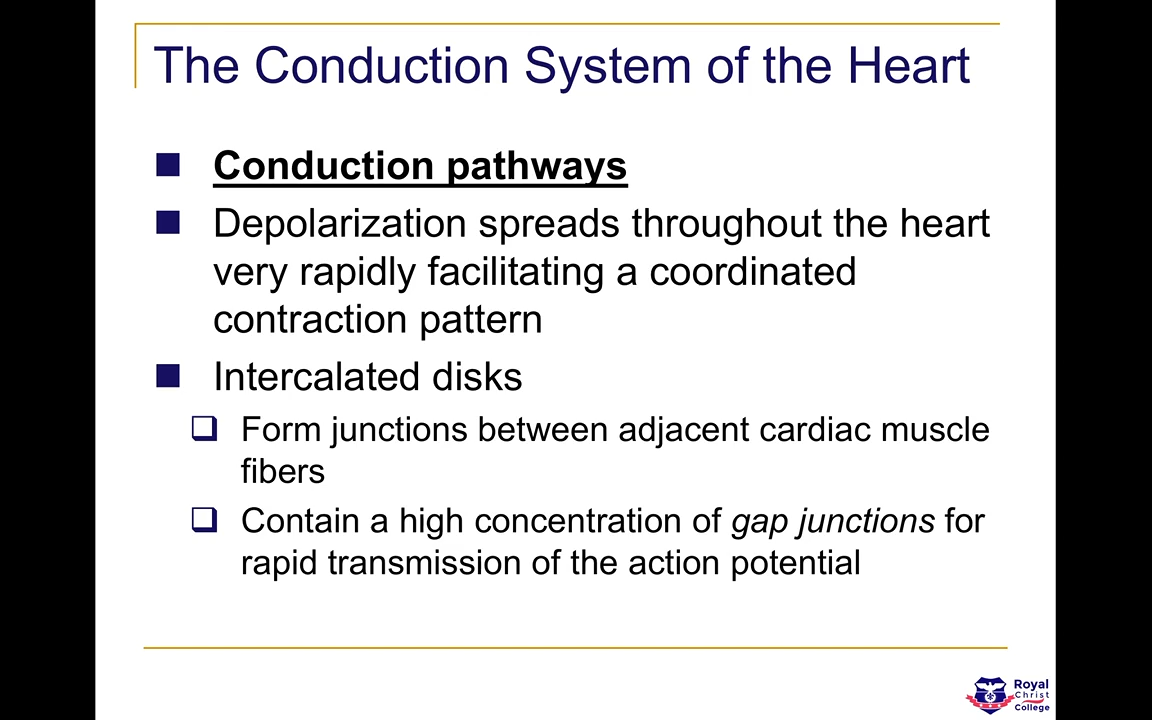 The Conduction System of the Heart
Conduction pathways
Depolarization spreads throughout the heart
very rapidly facilitating a coordinated
contraction pattern
Intercalated disks
Form junctions between adjacent cardiac muscle
fibers
Contain a high concentration of gap junctions for
rapid transmission of the action potential
Royal
Christ
College